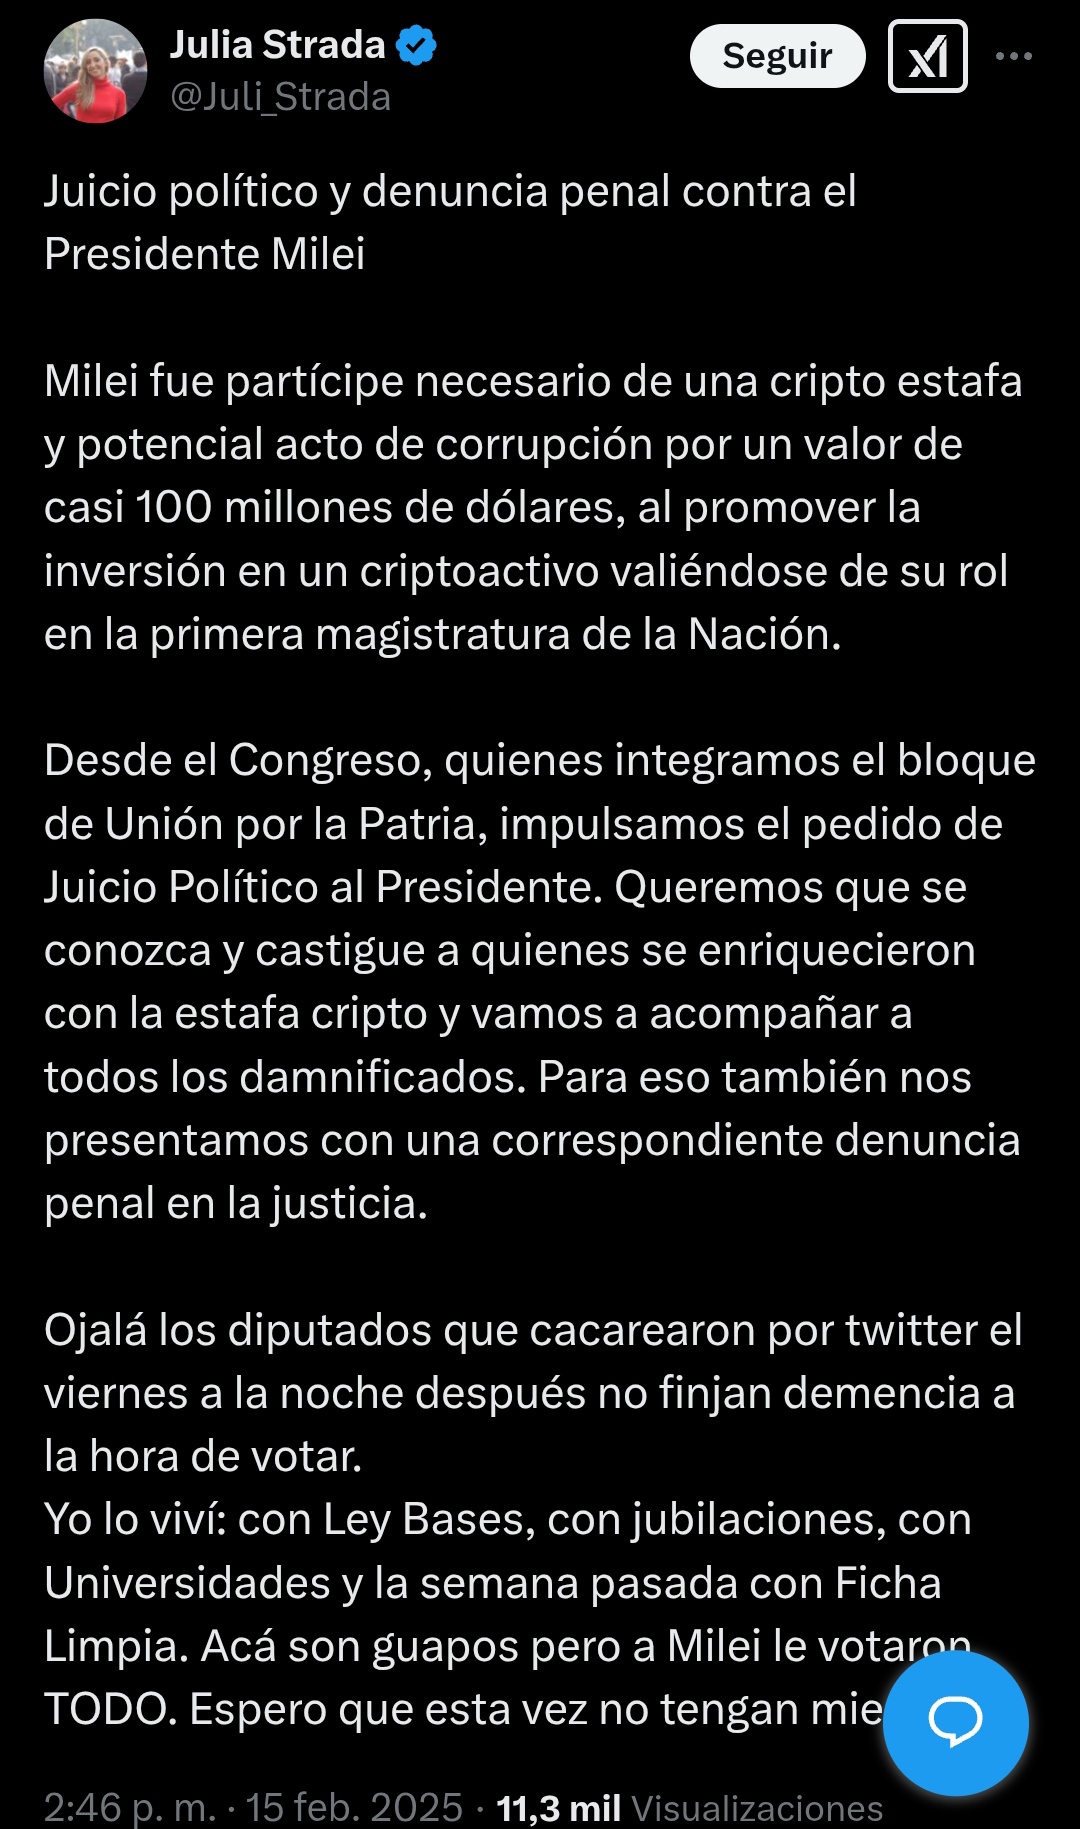 Julia Strada
@Juli_Strada
Seguir
Juicio político y denuncia penal contra el
Presidente Milei
Milei fue partícipe necesario de una cripto estafa
y potencial acto de corrupción por un valor de
casi 100 millones de dólares, al promover la
inversión en un criptoactivo valiéndose de su rol
en la primera magistratura de la Nación.
Desde el Congreso, quienes integramos el bloque
de Unión por la Patria, impulsamos el pedido de
Juicio Político al Presidente. Queremos que se
conozca y castigue a quienes se enriquecieron
con la estafa cripto y vamos a acompañar a
todos los damnificados. Para eso también nos
presentamos con una correspondiente denuncia
penal en la justicia.
Ojalá los diputados que cacarearon por twitter el
viernes a la noche después no finjan demencia a
la hora de votar.
Yo lo viví: con Ley Bases, con jubilaciones, con
Universidades y la semana pasada con Ficha
Limpia. Acá son guapos pero a Milei le votaron
TODO. Espero que esta vez no tengan mie
2:46 p. m. · 15 feb. 2025 · 11,3 mil Visualizaciones